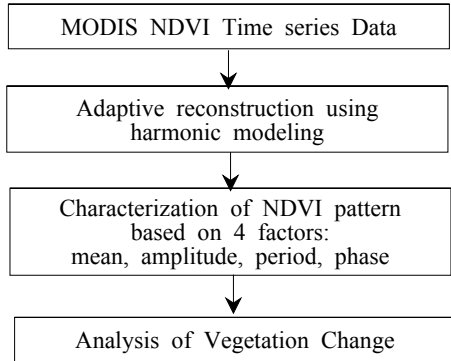 MODIS NDVI Time series Data
Adaptive reconstruction using
harmonic modeling
Characterization of NDVI pattern
based on 4 factors:
mean, amplitude, period, phase
Analysis of Vegetation Change